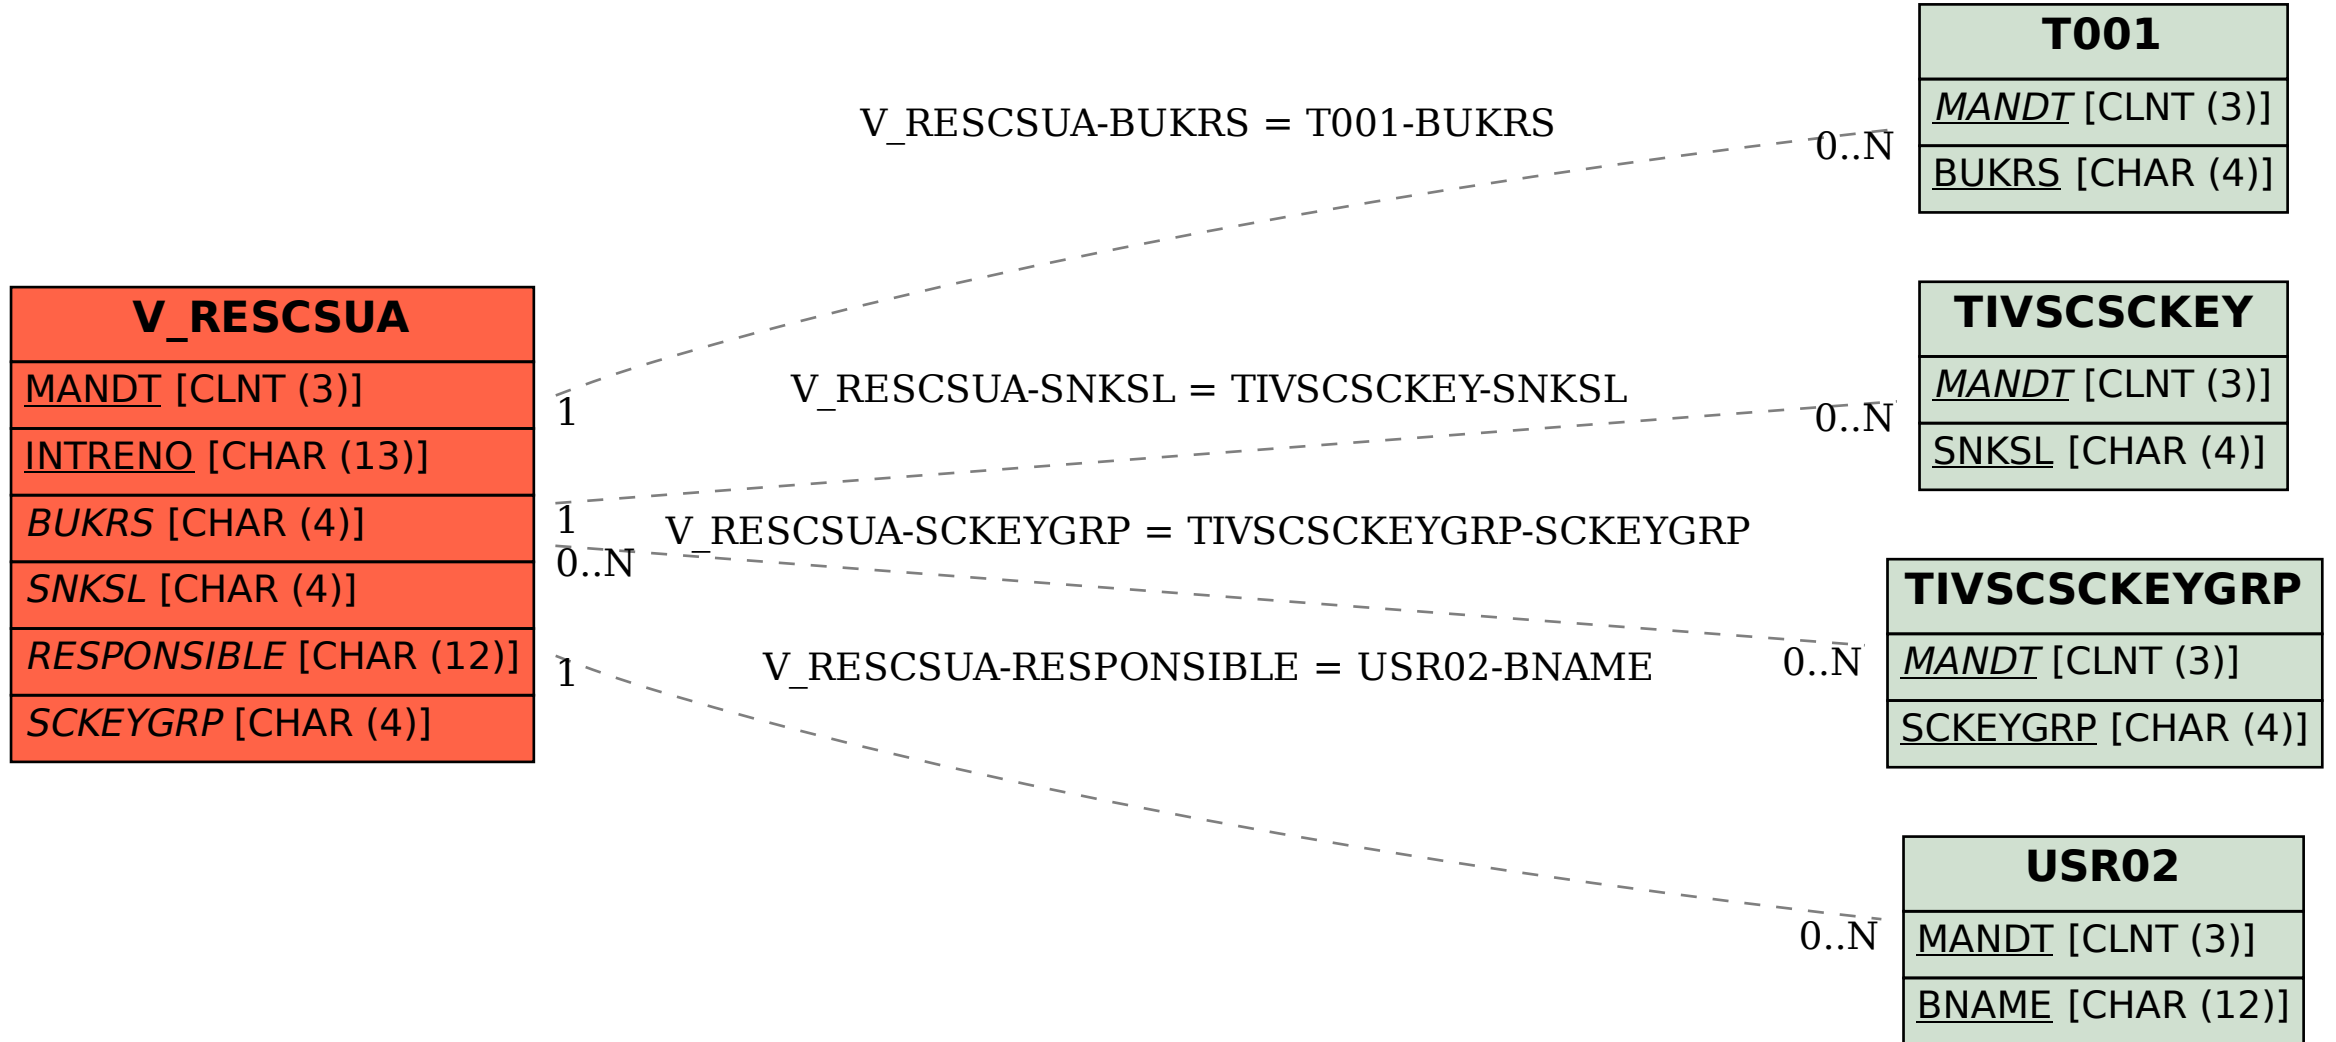 V_RESCSUA
MANDT [CLNT (3)]
INTRENO [CHAR (13)]
BUKRS [CHAR (4)]
SNKSL [CHAR (4)]
RESPONSIBLE [CHAR (12)]
SCKEYGRP [CHAR (4)]
V_RESCSUA-BUKRS = T001-BUKRS
1
0..N
V_RESCSUA-SNKSL = TIVSCSCKEY-SNKSL
1
0..N
V_RESCSUA-SCKEYGRP = TIVSCSCKEYGRP-SCKEYGRP
0..N
0..N
V_RESCSUA-RESPONSIBLE = USR02-BNAME
1
0..N
T001
MANDT [CLNT (3)]
BUKRS [CHAR (4)]
TIVSCSCKEY
MANDT [CLNT (3)]
SNKSL [CHAR (4)]
TIVSCSCKEYGRP
MANDT [CLNT (3)]
SCKEYGRP [CHAR (4)]
USR02
MANDT [CLNT (3)]
BNAME [CHAR (12)]